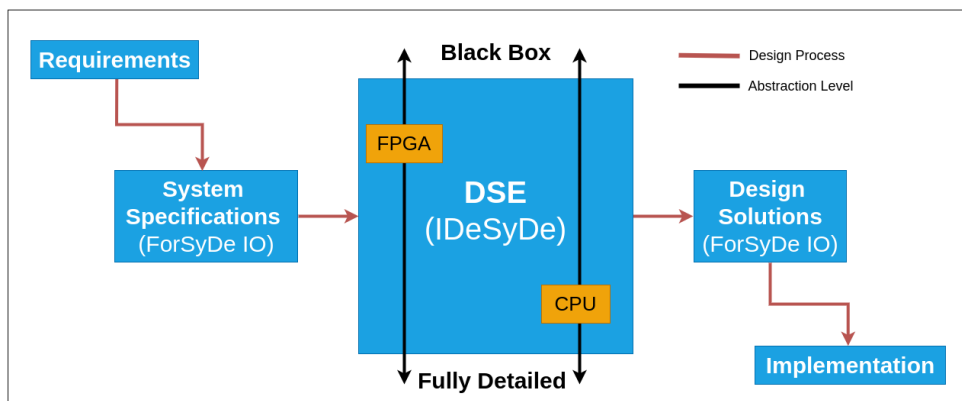 Requirements
Black Box
Design Process
Abstraction Level
FPGA
System
Specifications
(ForSyDe IO)
DSE
(IDeSyDe)
Design
Solutions
(ForSyDe IO)
CPU
Fully Detailed
Implementation